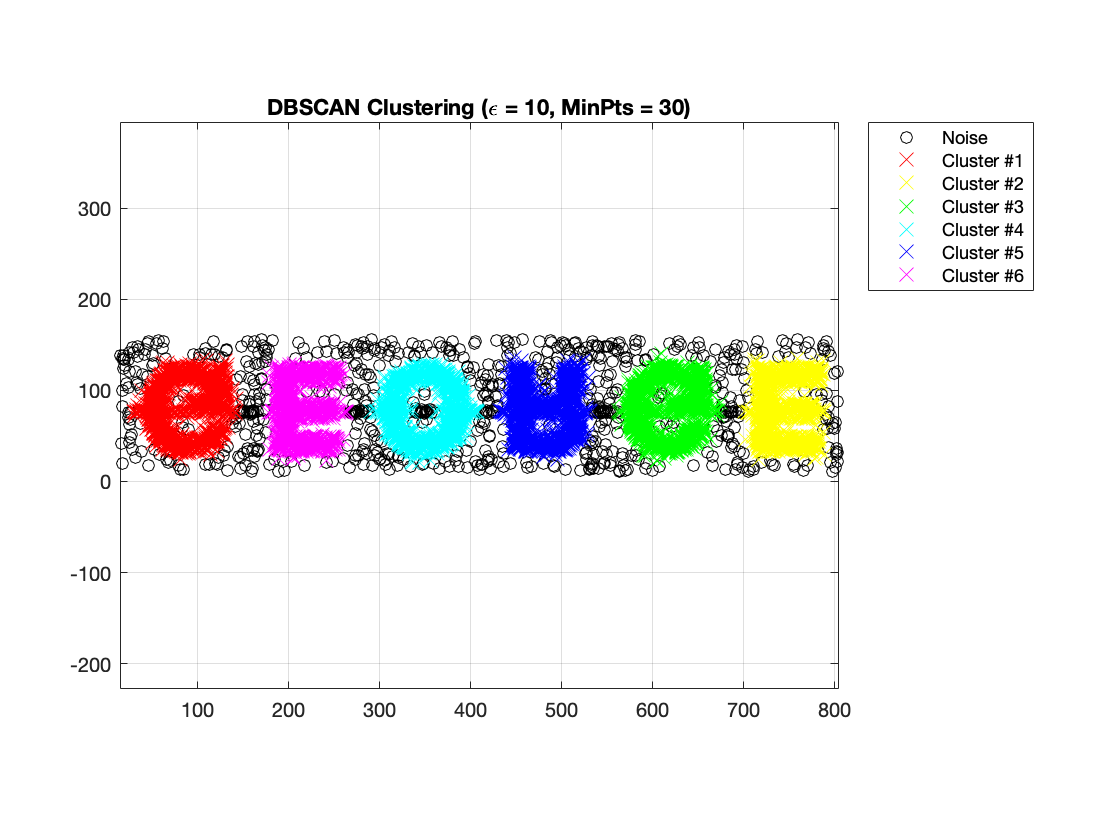 DBSCAN Clustering (ϵ = 10, MinPts = 30)
Noise
Cluster #1
Cluster #2
Cluster #3
Cluster #4
Cluster #5
Cluster #6
300
200
100
0
-100
-200
GEORGE
100 200 300 400 500 600 700 800